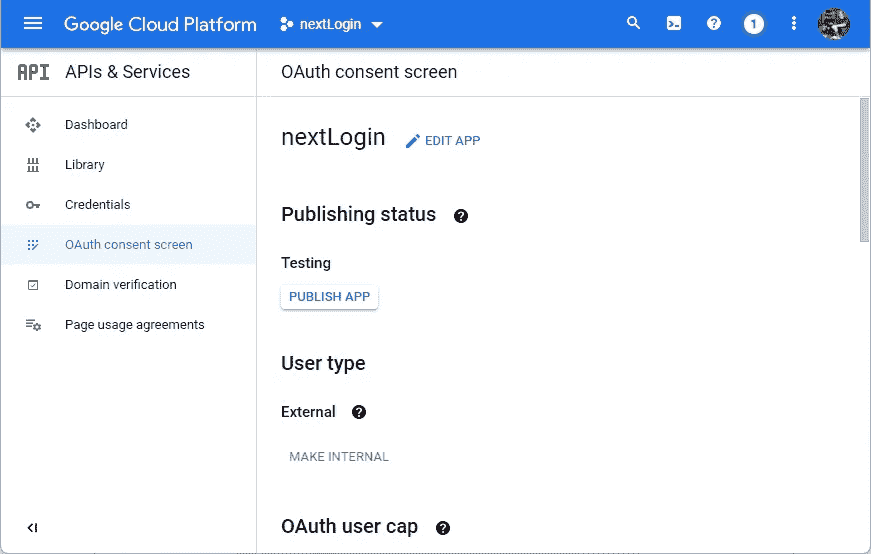 Google Cloud Platform
nextLogin
1
API APIs & Services
OAuth consent screen
Dashboard
Library
Credentials
OAuth consent screen
Domain verification
Page usage agreements
nextLogin
EDIT APP
Publishing status
Testing
PUBLISH APP
User type
External
MAKE INTERNAL
OAuth user cap